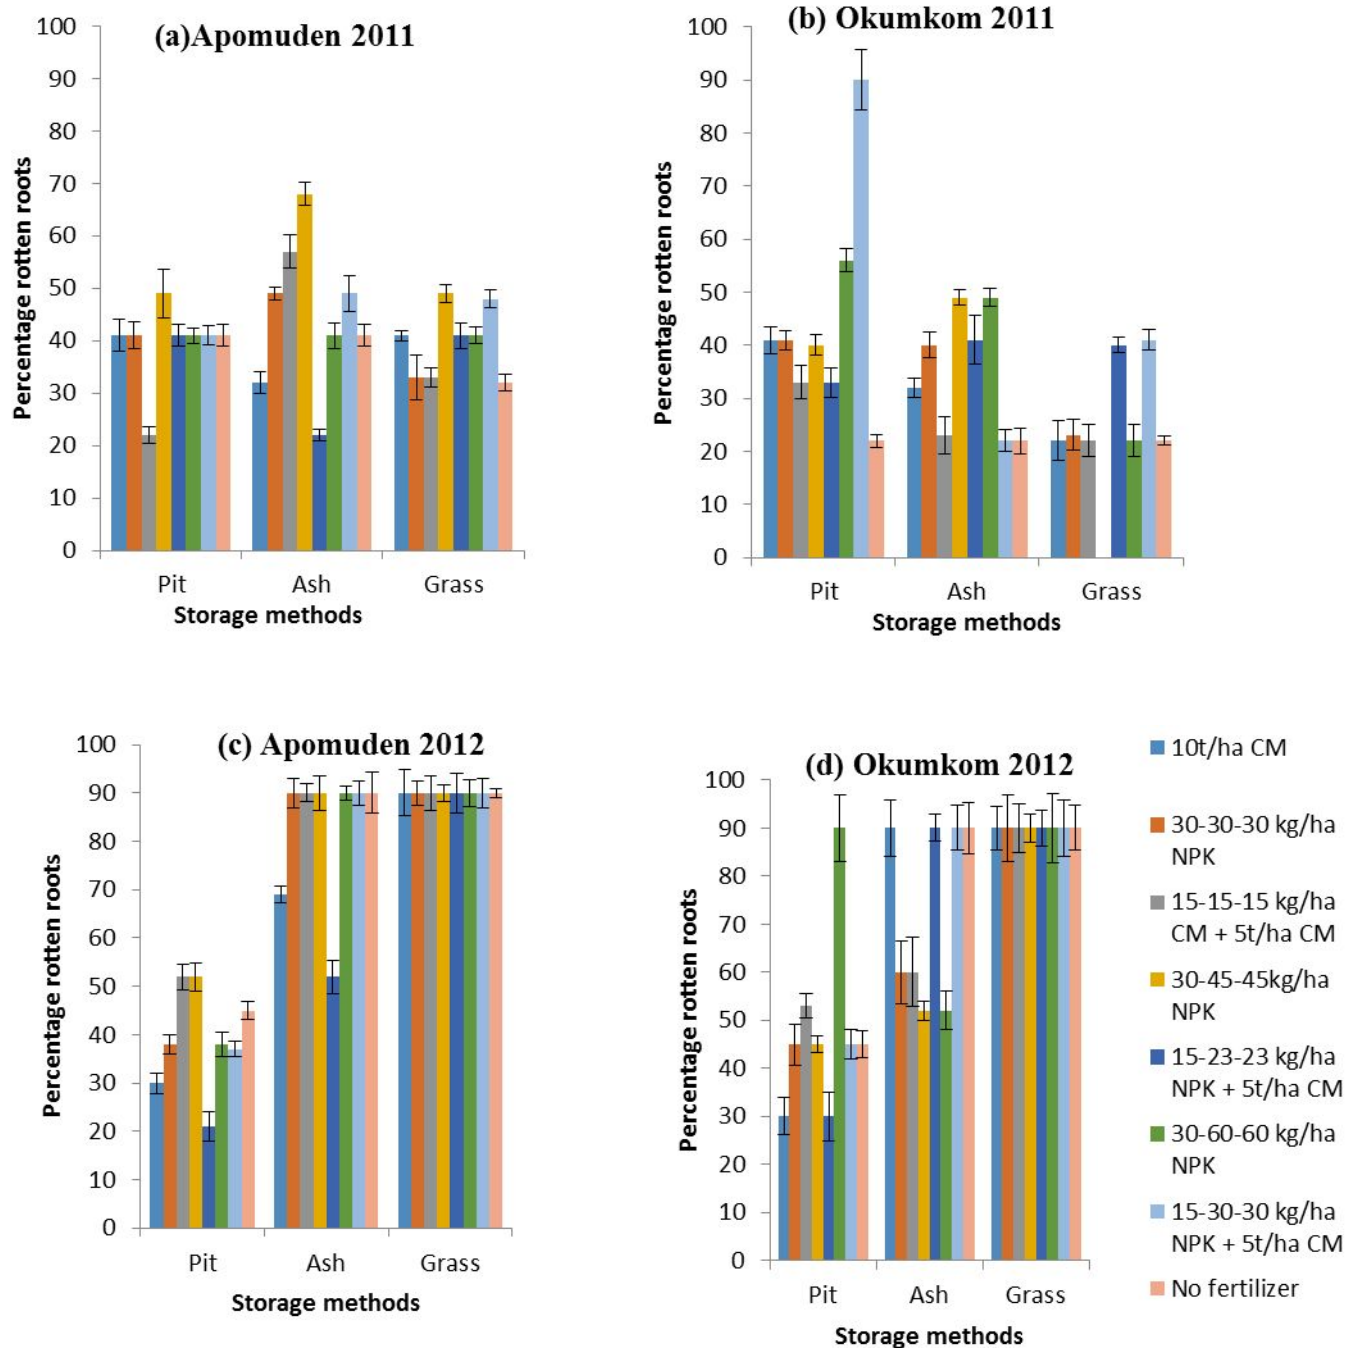 (a)Apomuden 2011
100
90
80
70
60
50
40
30
20
10
0
Percentage rotten roots
Pit Ash Grass
Storage methods
(b) Okumkom 2011
100
90
80
70
60
50
40
30
20
10
0
Percentage rotten roots
Pit Ash Grass
Storage methods
(c) Apomuden 2012
100
90
80
70
60
50
40
30
20
10
0
Percentage rotten roots
Pit Ash Grass
Storage methods
(d) Okumkom 2012
100
90
80
70
60
50
40
30
20
10
0
Percentage rotten roots
Pit Ash Grass
Storage methods
10t/ha CM
30-30-30 kg/ha
NPK
15-15-15 kg/ha
CM + 5t/ha CM
30-45-45kg/ha
NPK
15-23-23 kg/ha
NPK + 5t/ha CM
30-60-60 kg/ha
NPK
15-30-30 kg/ha
NPK + 5t/ha CM
No fertilizer